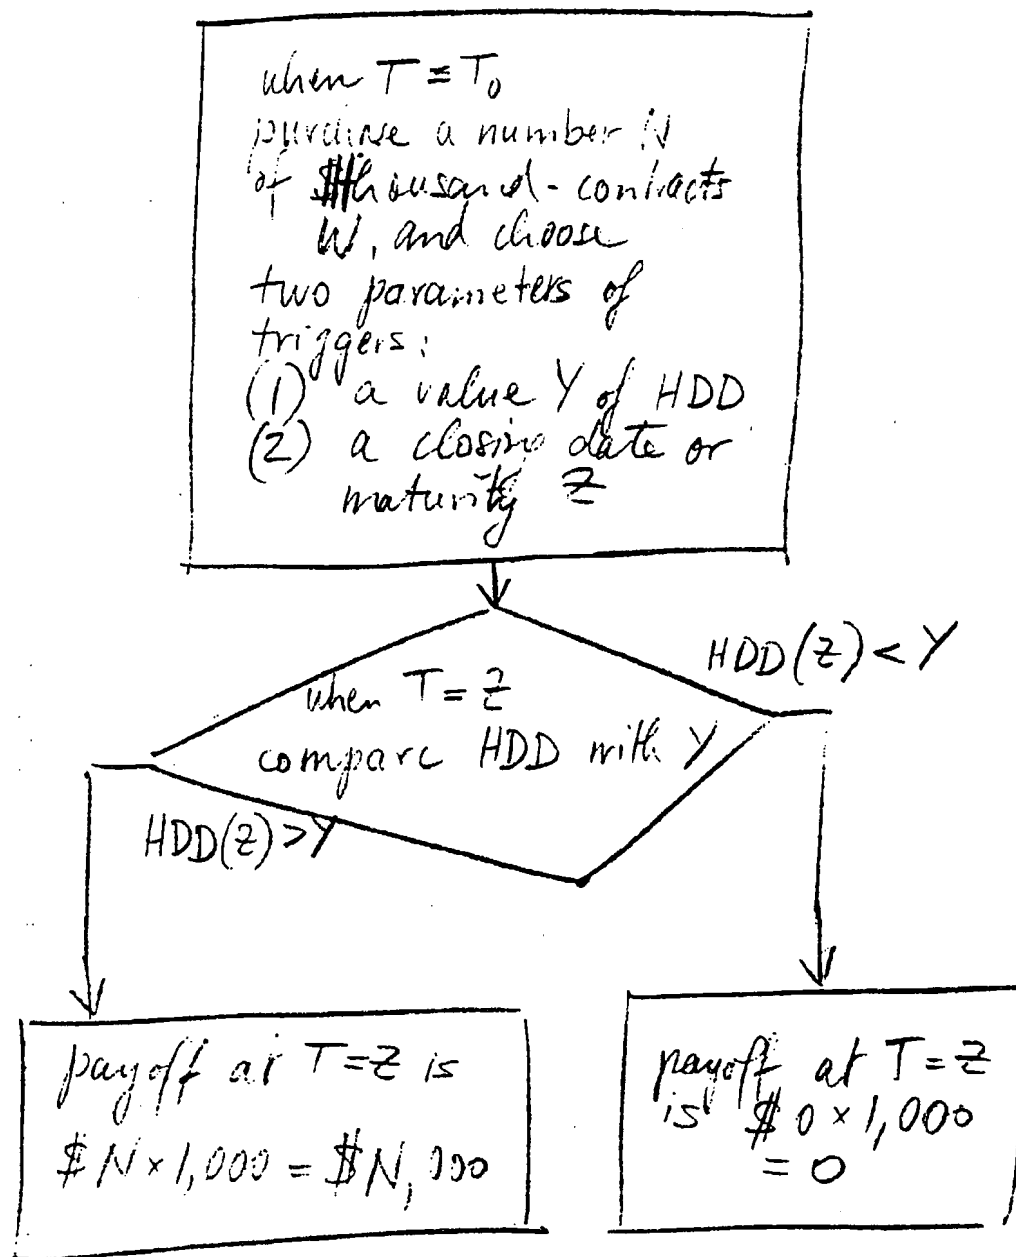 when T = T₀
purchase a number N
of $thousand-contracts
W, and choose
two parameters of
triggers:
(1) a value Y of HDD
(2) a closing date or
maturity Z
HDD(Z) < Y
when T = Z
compare HDD with Y
HDD(Z) > Y
payoff at T=Z is
$ N × 1,000 = $N,000
payoff at T=Z
is $ 0 × 1,000
= 0